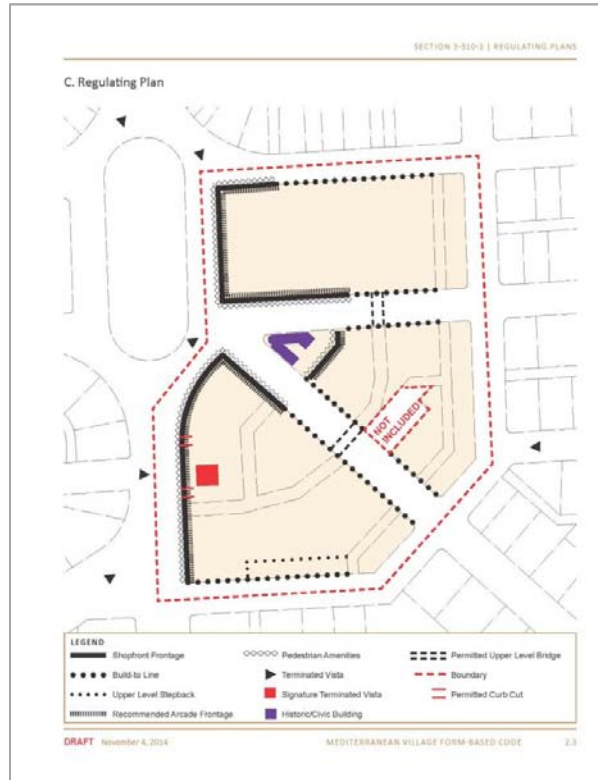 SECTION 3-510-2 | REGULATING PLANS
C. Regulating Plan
NOT
INCLUDED
LEGEND
Shopfront Frontage
Pedestrian Amenities
Permitted Upper Level Bridge
Build-to Line
Terminated Vista
Boundary
Upper Level Stepback
Signature Terminated Vista
Permitted Curb Cut
Recommended Arcade Frontage
Historic/Civic Building
DRAFT November 4, 2014
MEDITERRANEAN VILLAGE FORM-BASED CODE 2.3